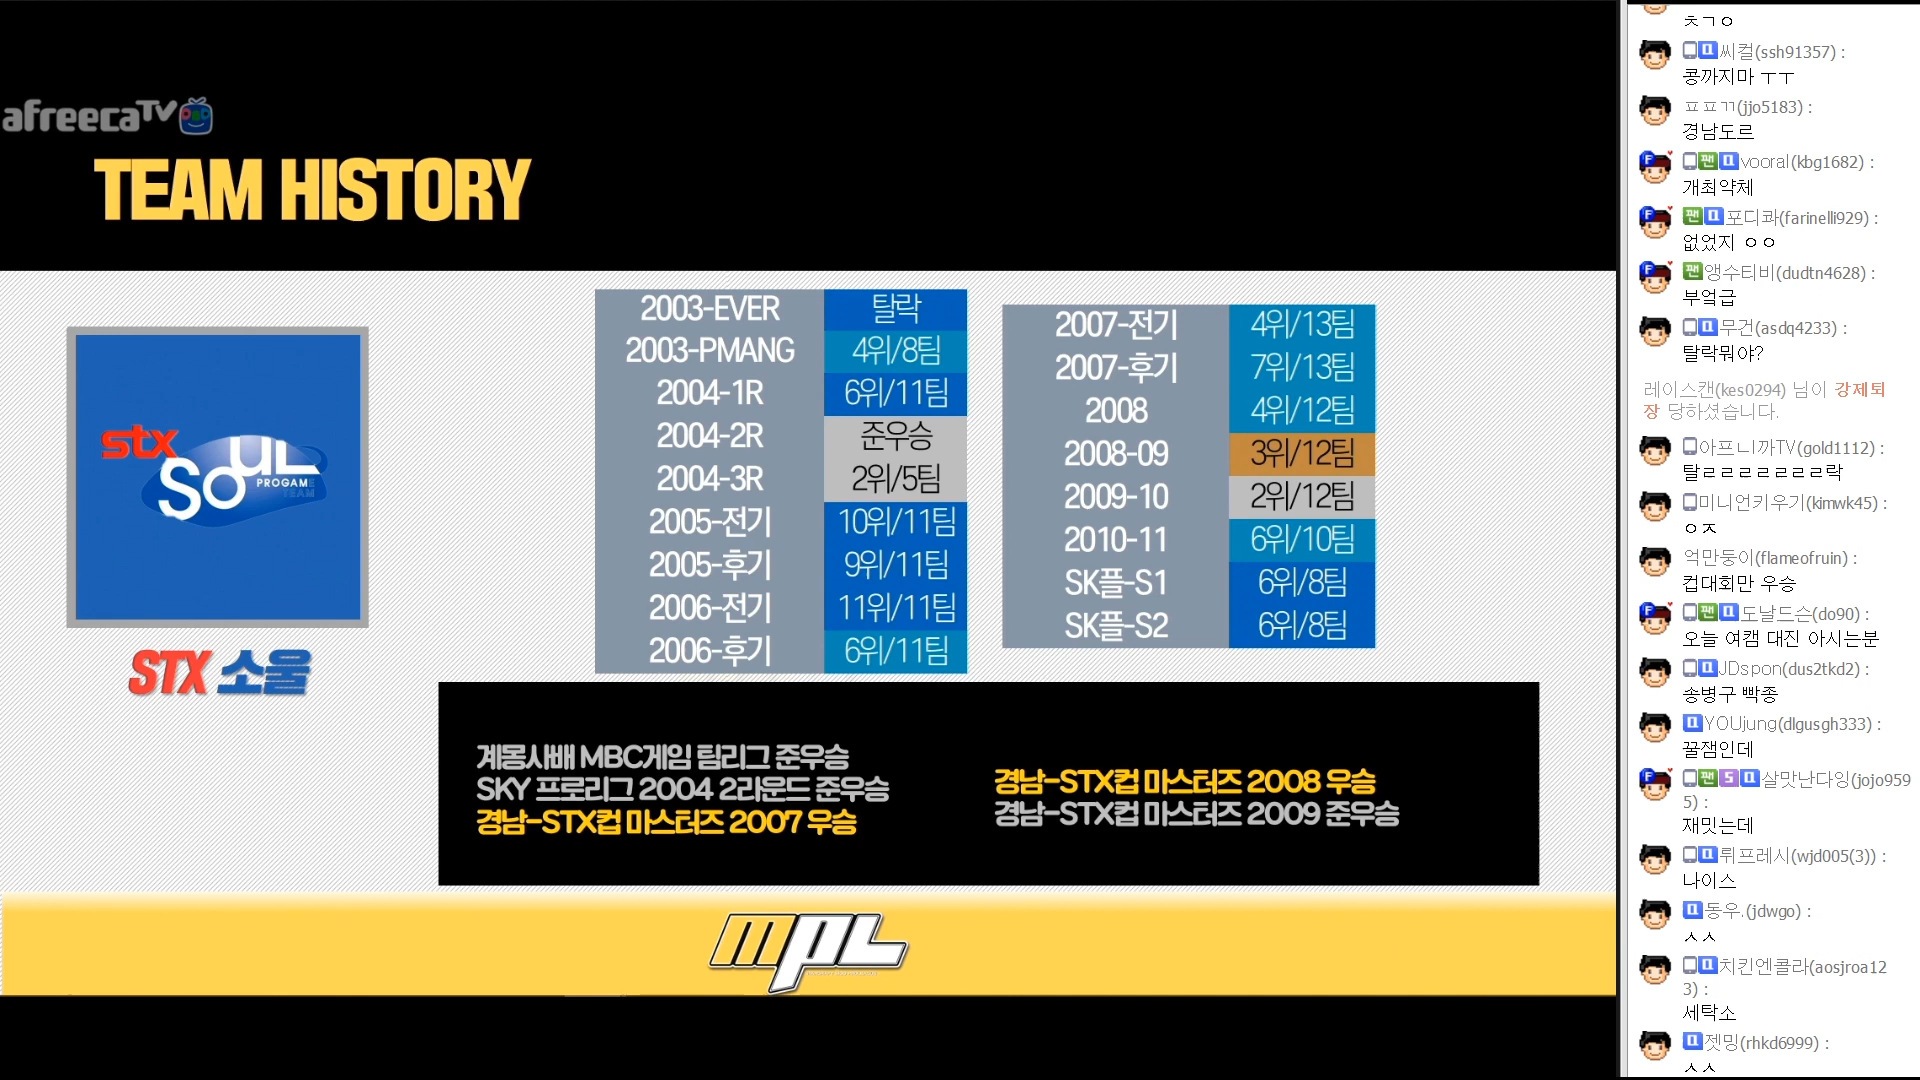 afreecaTV
TEAM HISTORY
stx
SouL
PROGAME
TEAM
STX 소울
2003-EVER 탈락
2003-PMANG 4위/8팀
2004-1R 6위/11팀
2004-2R 준우승
2004-3R 2위/5팀
2005-전기 10위/11팀
2005-후기 9위/11팀
2006-전기 11위/11팀
2006-후기 6위/11팀
2007-전기 4위/13팀
2007-후기 7위/13팀
2008 4위/12팀
2008-09 3위/12팀
2009-10 2위/12팀
2010-11 6위/10팀
SK플-S1 6위/8팀
SK플-S2 6위/8팀
계몽사배 MBC게임 팀리그 준우승
SKY 프로리그 2004 2라운드 준우승
경남-STX컵 마스터즈 2007 우승
경남-STX컵 마스터즈 2008 우승
경남-STX컵 마스터즈 2009 준우승
MPL
ㅊㄱㅇ
씨컬(ssh91357) :
콩까지마 ㅜㅜ
ㅍㅍㄲ(jjo5183) :
경남도르
팬 vooral(kbg1682) :
개최약체
팬 포디콰(farinelli929) :
없었지 ㅇㅇ
팬 앵수티비(dudtn4628) :
부엌급
무건(asdq4233) :
탈락뭐야?
레이스캔(kes0294) 님이 강제퇴
장 당하셨습니다.
아프니까TV(gold1112) :
탈ㄹㄹㄹㄹㄹㄹㄹ락
미니언키우기(kimwk45) :
ㅇㅈ
억만둥이(flameofruin) :
컵대회만 우승
팬 도날드슨(do90) :
오늘 여캠 대진 아시는분
JDspon(dus2tkd2) :
송병구 빡종
YOUjung(dlgusgh333) :
꿀잼인데
팬 S 살맛난다잉(jojo959
5) :
재밋는데
뤼프레시(wjd005(3)) :
나이스
동우.(jdwgo) :
ㅅㅅ
치킨엔콜라(aosjroa12
3) :
세탁소
젯밍(rhkd6999) :
ㅅㅅ